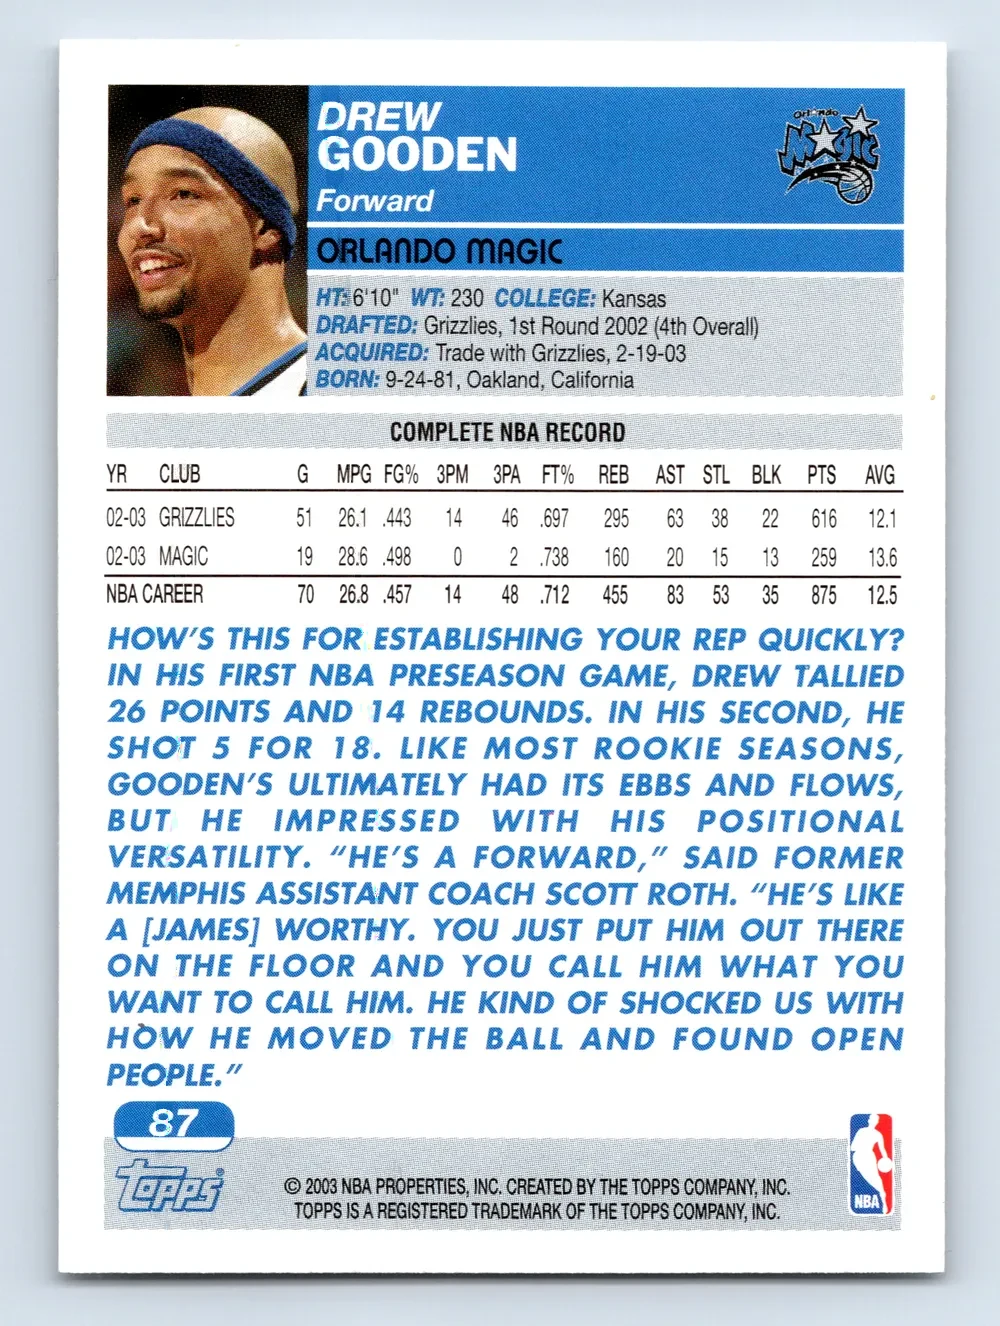 DREW
GOODEN
Forward
Orlando
Magic
ORLANDO MAGIC
HT: 6'10" WT: 230 COLLEGE: Kansas
DRAFTED: Grizzlies, 1st Round 2002 (4th Overall)
ACQUIRED: Trade with Grizzlies, 2-19-03
BORN: 9-24-81, Oakland, California
COMPLETE NBA RECORD
YR CLUB G MPG FG% 3PM 3PA FT% REB AST STL BLK PTS AVG
02-03 GRIZZLIES 51 26.1 .443 14 46 .697 295 63 38 22 616 12.1
02-03 MAGIC 19 28.6 .498 0 2 .738 160 20 15 13 259 13.6
NBA CAREER 70 26.8 .457 14 48 .712 455 83 53 35 875 12.5
HOW'S THIS FOR ESTABLISHING YOUR REP QUICKLY?
IN HIS FIRST NBA PRESEASON GAME, DREW TALLIED
26 POINTS AND 14 REBOUNDS. IN HIS SECOND, HE
SHOT 5 FOR 18. LIKE MOST ROOKIE SEASONS,
GOODEN'S ULTIMATELY HAD ITS EBBS AND FLOWS,
BUT HE IMPRESSED WITH HIS POSITIONAL
VERSATILITY. "HE'S A FORWARD," SAID FORMER
MEMPHIS ASSISTANT COACH SCOTT ROTH. "HE'S LIKE
A [JAMES] WORTHY. YOU JUST PUT HIM OUT THERE
ON THE FLOOR AND YOU CALL HIM WHAT YOU
WANT TO CALL HIM. HE KIND OF SHOCKED US WITH
HOW HE MOVED THE BALL AND FOUND OPEN
PEOPLE."
87
Topps®
© 2003 NBA PROPERTIES, INC. CREATED BY THE TOPPS COMPANY, INC.
TOPPS IS A REGISTERED TRADEMARK OF THE TOPPS COMPANY, INC.
NBA